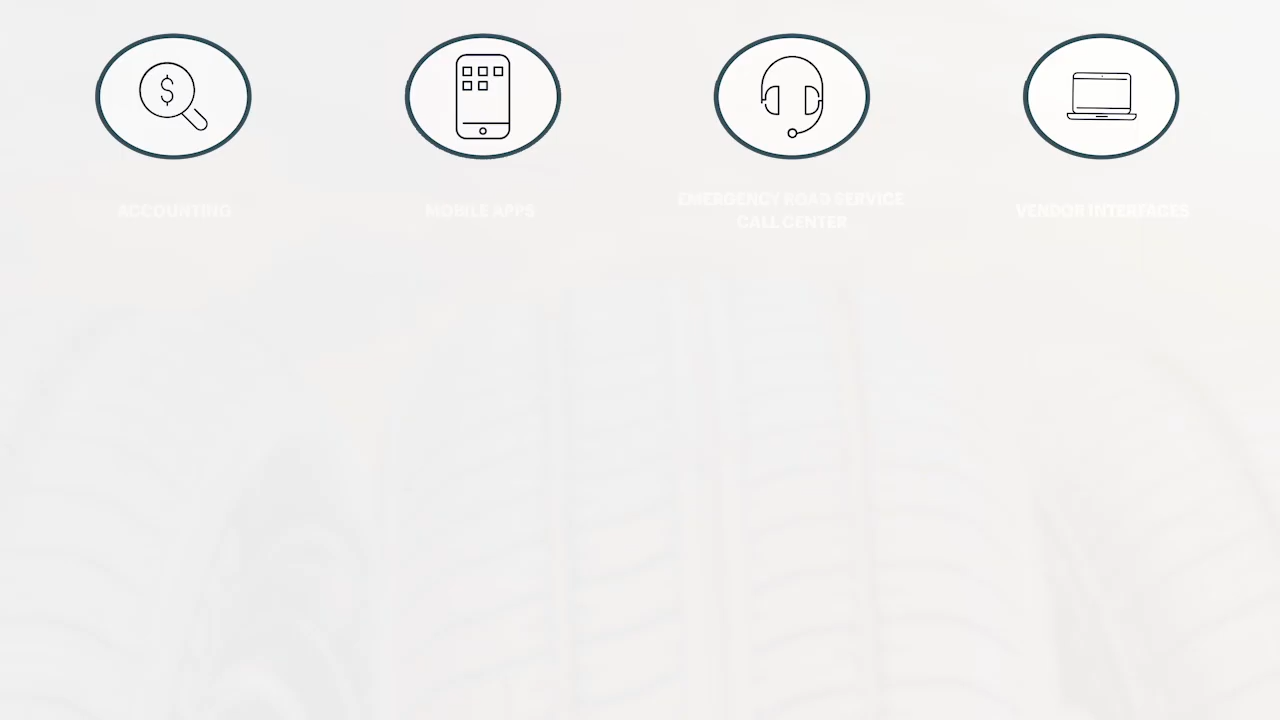 ACCOUNTING
MOBILE APPS
EMERGENCY ROAD SERVICE
CALL CENTER
VENDOR INTERFACES